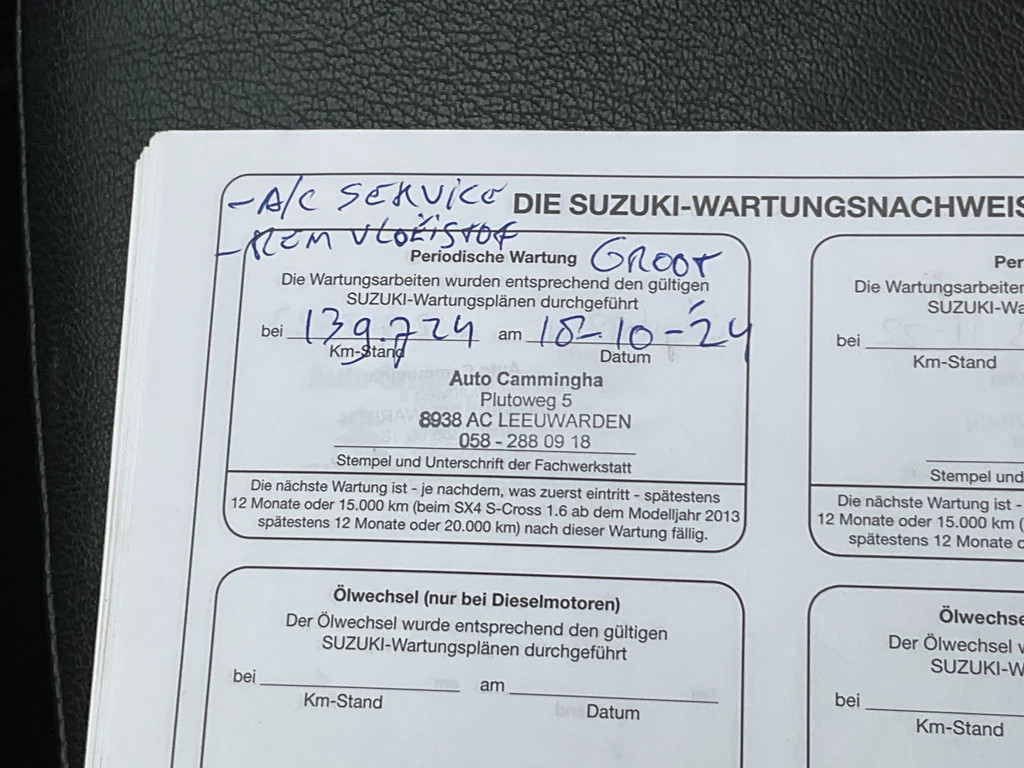 - A/C SERVICE
DIE SUZUKI-WARTUNGSNACHWEIS
- REM VLOEISTOF
Periodische Wartung GROOT
Die Wartungsarbeiten wurden entsprechend den gültigen
SUZUKI-Wartungsplänen durchgeführt
bei 139.724 am 18-10-24
Km-Stand Datum
Auto Cammingha
Plutoweg 5
8938 AC LEEUWARDEN
058 - 288 09 18
Stempel und Unterschrift der Fachwerkstatt
Die nächste Wartung ist - je nachdem, was zuerst eintritt - spätestens
12 Monate oder 15.000 km (beim SX4 S-Cross 1.6 ab dem Modelljahr 2013
spätestens 12 Monate oder 20.000 km) nach dieser Wartung fällig.
Ölwechsel (nur bei Dieselmotoren)
Der Ölwechsel wurde entsprechend den gültigen
SUZUKI-Wartungsplänen durchgeführt
bei am
Km-Stand Datum
Per
Die Wartungsarbeiten
SUZUKI-Wa
bei
Km-Stand
Stempel und
Die nächste Wartung ist -
12 Monate oder 15.000 km (
spätestens 12 Monate o
Ölwechse
Der Ölwechsel w
SUZUKI-W
bei
Km-Stand